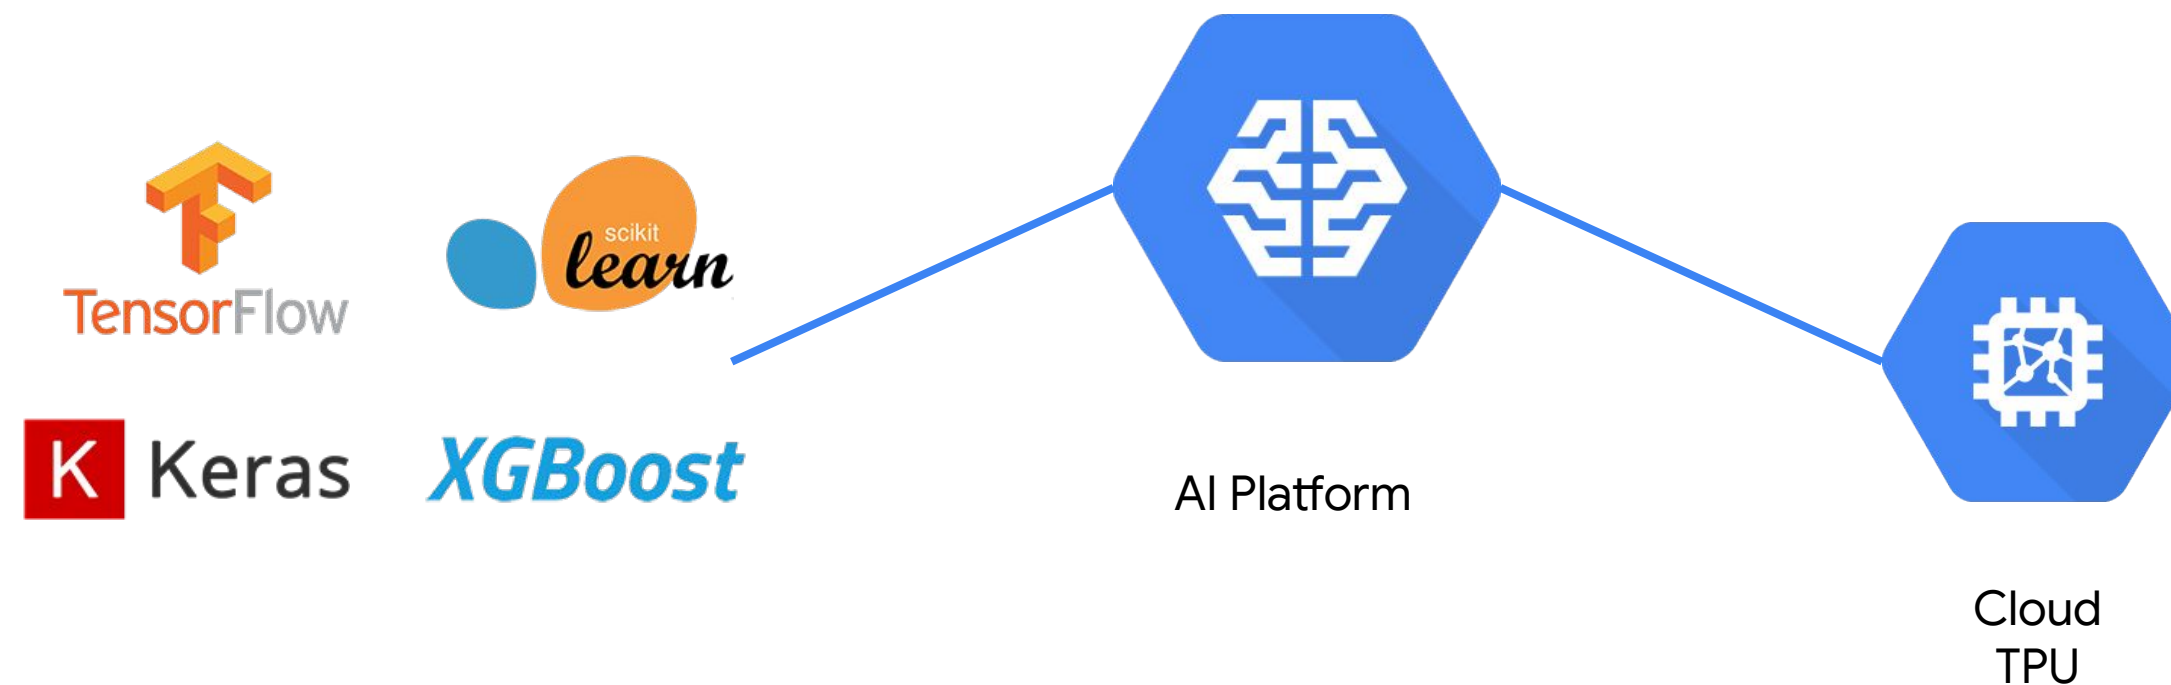 TensorFlow
scikit
learn
K Keras
XGBoost
AI Platform
Cloud
TPU